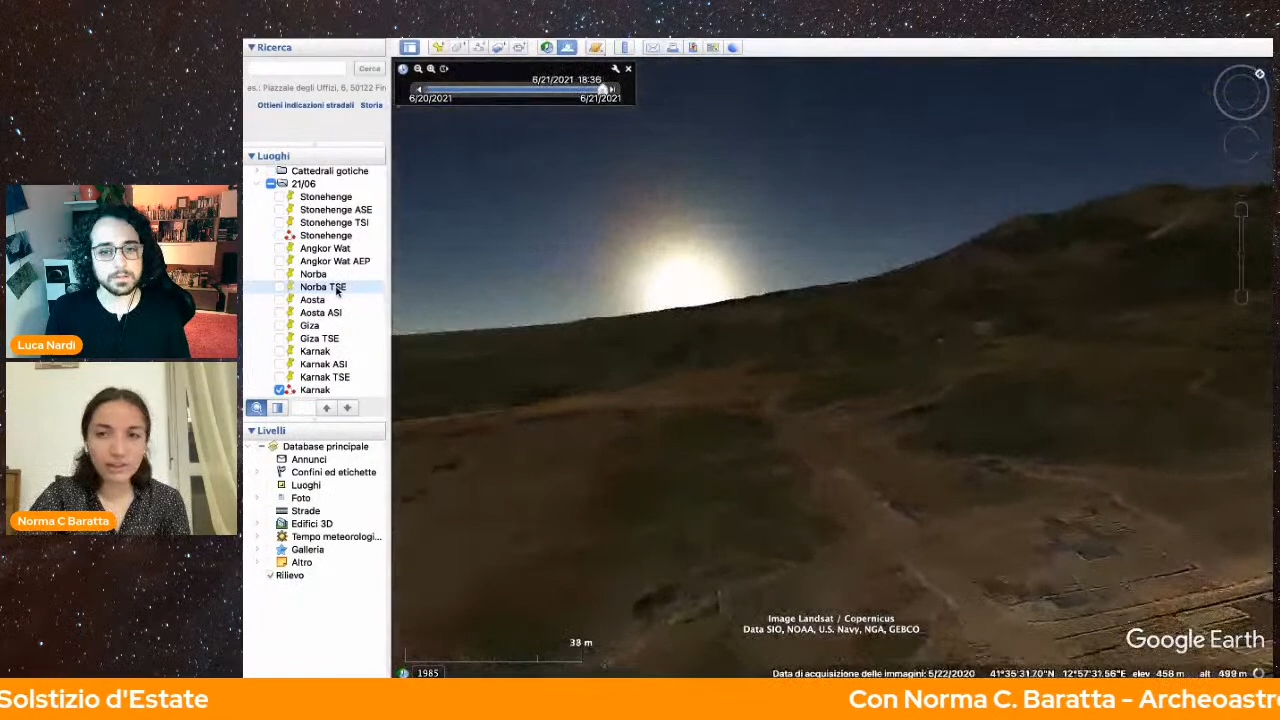 Ricerca
Cerca
es.: Piazzale degli Uffizi, 6, 50122 Fir
Ottieni indicazioni stradali Storia
Luoghi
Cattedrali gotiche
21/06
Stonehenge
Stonehenge ASE
Stonehenge TSI
Stonehenge
Angkor Wat
Angkor Wat AEP
Norba
Norba TSE
Aosta
Aosta ASI
Giza
Giza TSE
Karnak
Karnak ASI
Karnak TSE
Karnak
Livelli
Database principale
Annunci
Confini ed etichette
Luoghi
Foto
Strade
Edifici 3D
Tempo meteorologi...
Galleria
Altro
Rilievo
6/21/2021 18:36
6/20/2021
6/21/2021
Luca Nardi
Norma C Baratta
Image Landsat / Copernicus
Data SIO, NOAA, U.S. Navy, NGA, GEBCO
38 m
Google Earth
1985
Data di acquisizione delle immagini: 5/22/2020 41°35'31.70"N 12°57'31.56"E elev 458 m alt 499 m
Solstizio d'Estate
Con Norma C. Baratta - Archeoastr